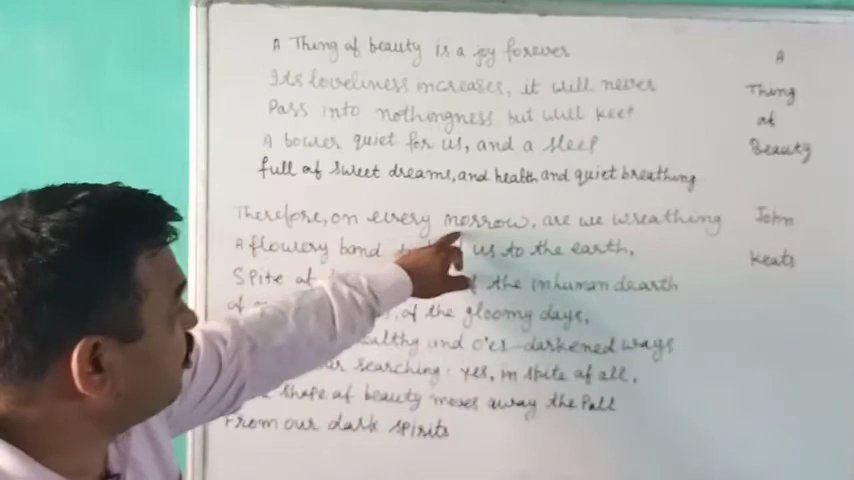 A Thing of beauty is a joy forever
Its loveliness increases, it will never
Pass into nothingness but will keep
A bower quiet for us, and a sleep
full of sweet dreams, and health and quiet breathing
Therefore, on every morrow, are we wreathing
A flowery band us to the earth,
Spite of the inhuman dearth
of of the gloomy days,
and o'er-darkened ways
searching: yes, in spite of all,
shape of beauty moves away the Pall
From our dark spirits
A
Thing
of
Beauty
John
Keats